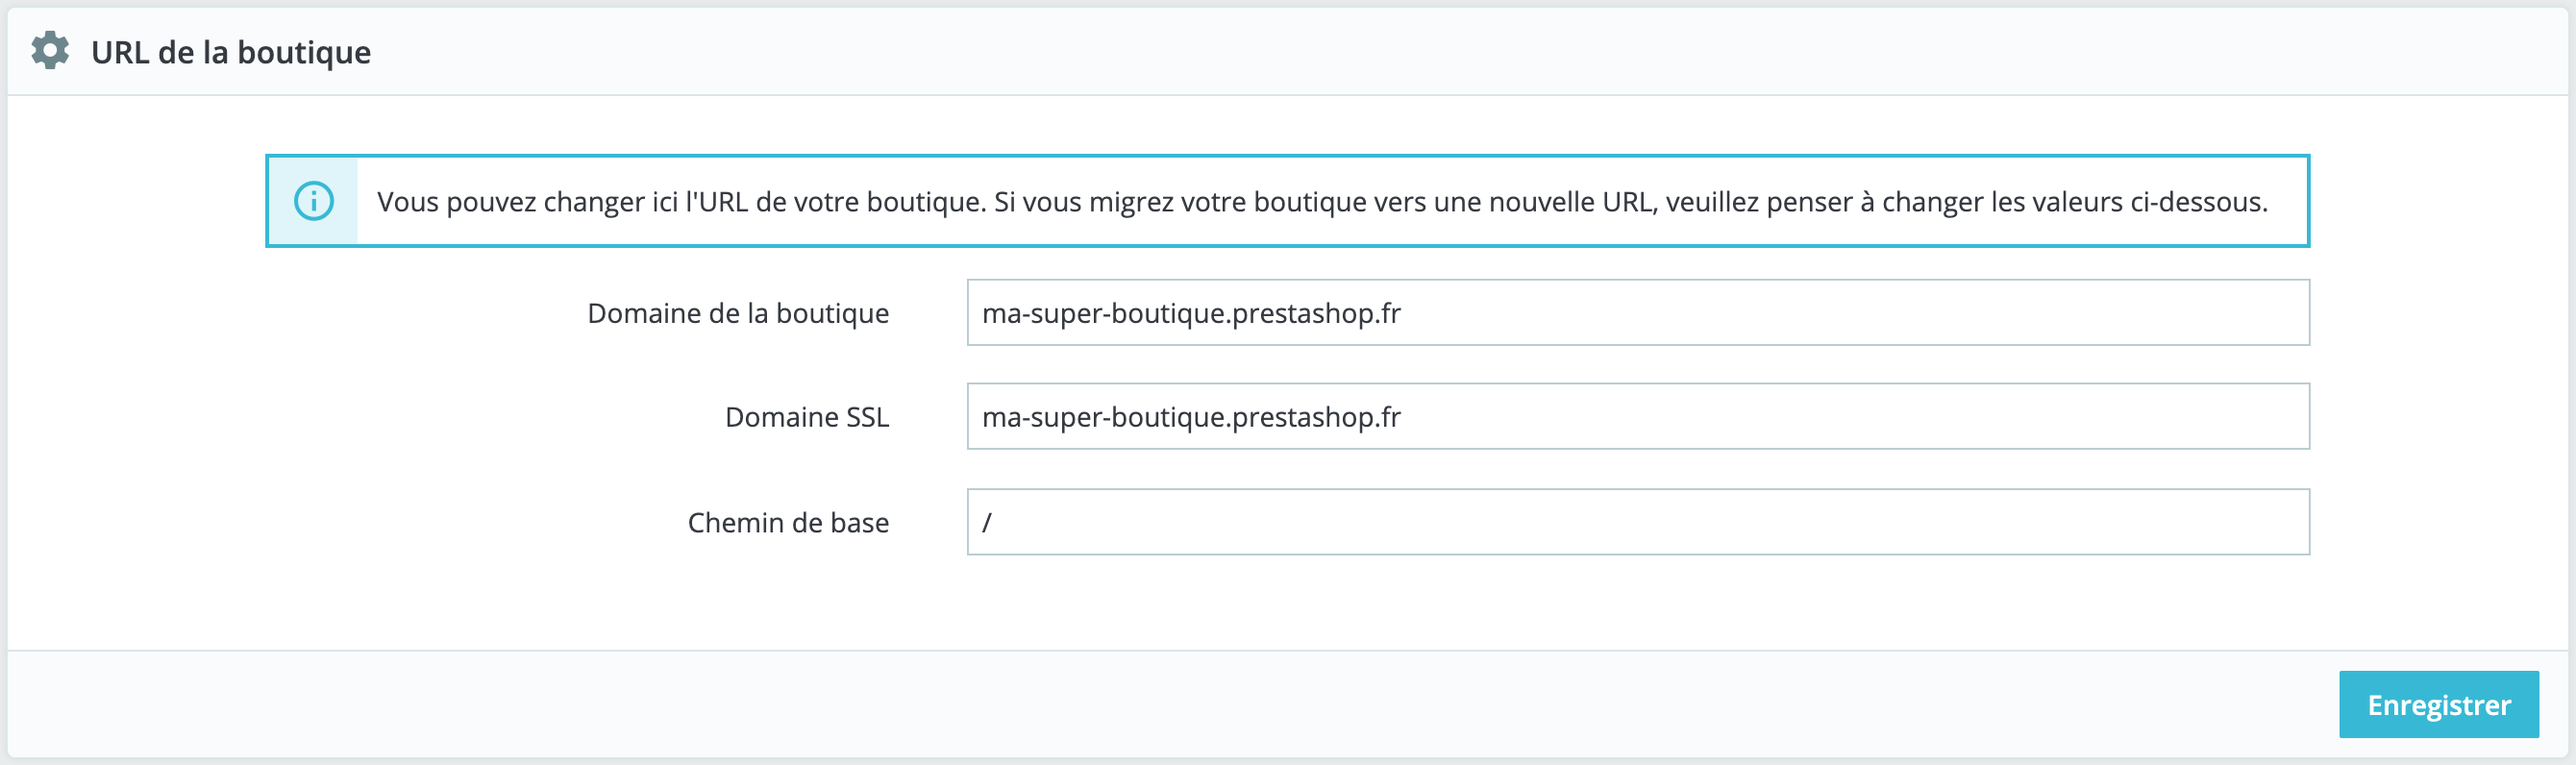 URL de la boutique
Vous pouvez changer ici l'URL de votre boutique. Si vous migrez votre boutique vers une nouvelle URL, veuillez penser à changer les valeurs ci-dessous.
Domaine de la boutique ma-super-boutique.prestashop.fr
Domaine SSL ma-super-boutique.prestashop.fr
Chemin de base /
Enregistrer